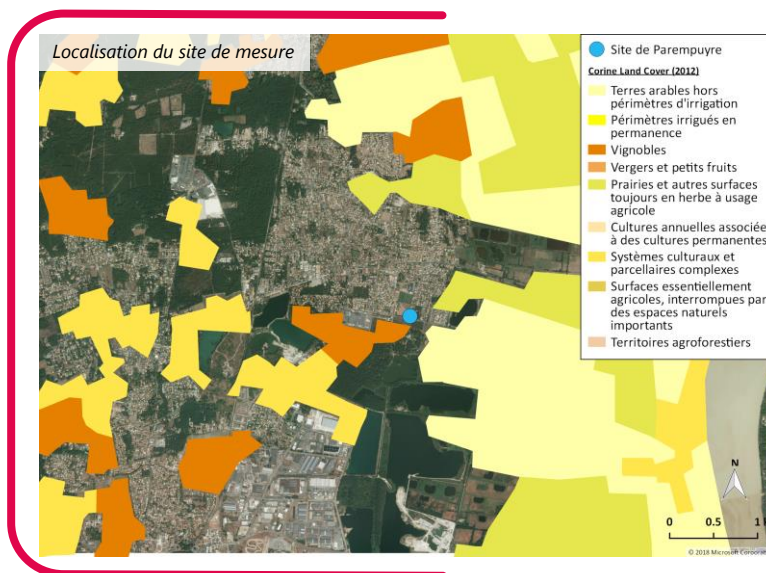 Localisation du site de mesure
Site de Parempuyre
Corine Land Cover (2012)
Terres arables hors
périmètres d'irrigation
Périmètres irrigués en
permanence
Vignobles
Vergers et petits fruits
Prairies et autres surfaces
toujours en herbe à usage
agricole
Cultures annuelles associée
à des cultures permanentes
Systèmes culturaux et
parcellaires complexes
Surfaces essentiellement
agricoles, interrompues par
des espaces naturels
importants
Territoires agroforestiers
N
0 0.5 1
© 2018 Microsoft Corporat